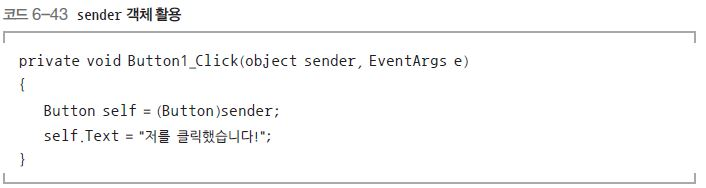 코드 6-43 sender 객체 활용
private void Button1_Click(object sender, EventArgs e)
{
Button self = (Button)sender;
self.Text = "저를 클릭했습니다!";
}